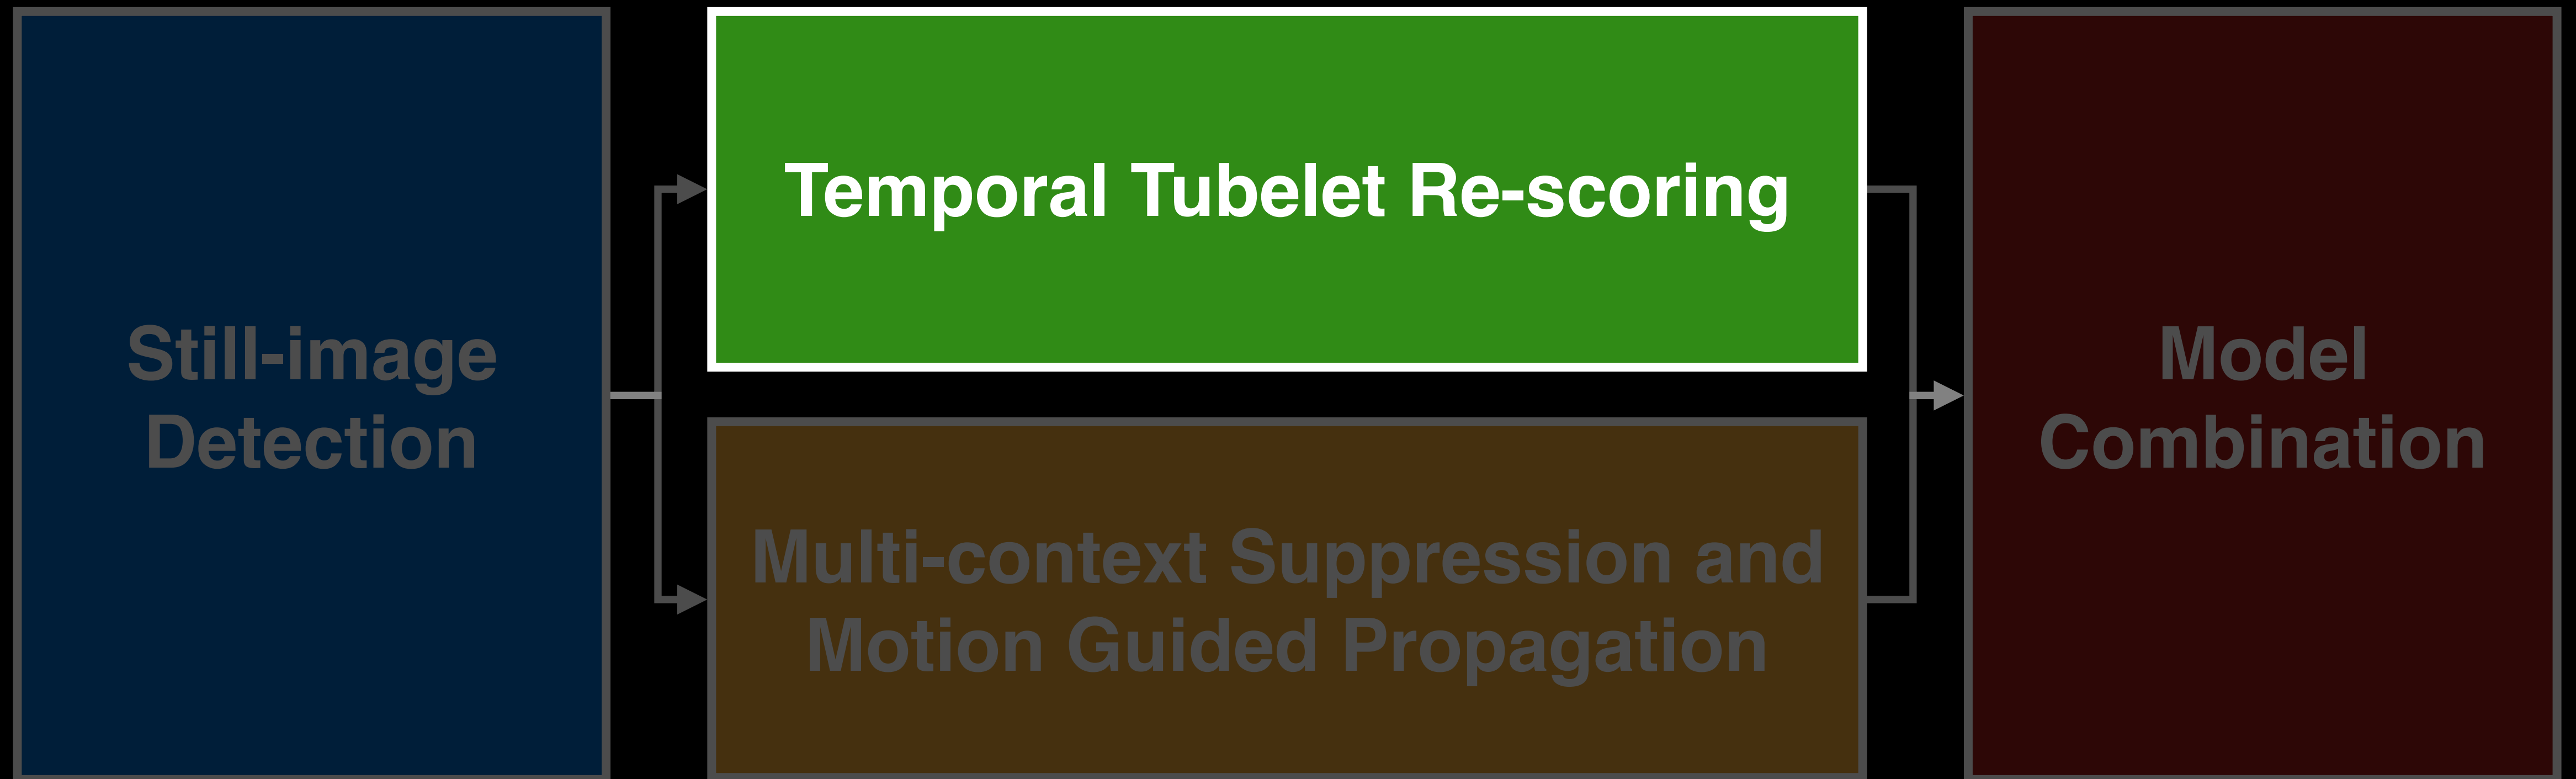 Still-image
Detection
Temporal Tubelet Re-scoring
Multi-context Suppression and
Motion Guided Propagation
Model
Combination